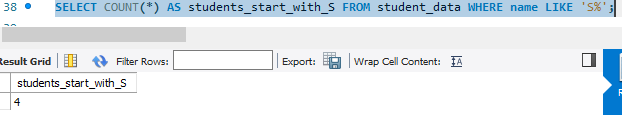 38 SELECT COUNT(*) AS students_start_with_S FROM student_data WHERE name LIKE 'S%';
Result Grid Filter Rows: Export: Wrap Cell Content: IA
students_start_with_S
4